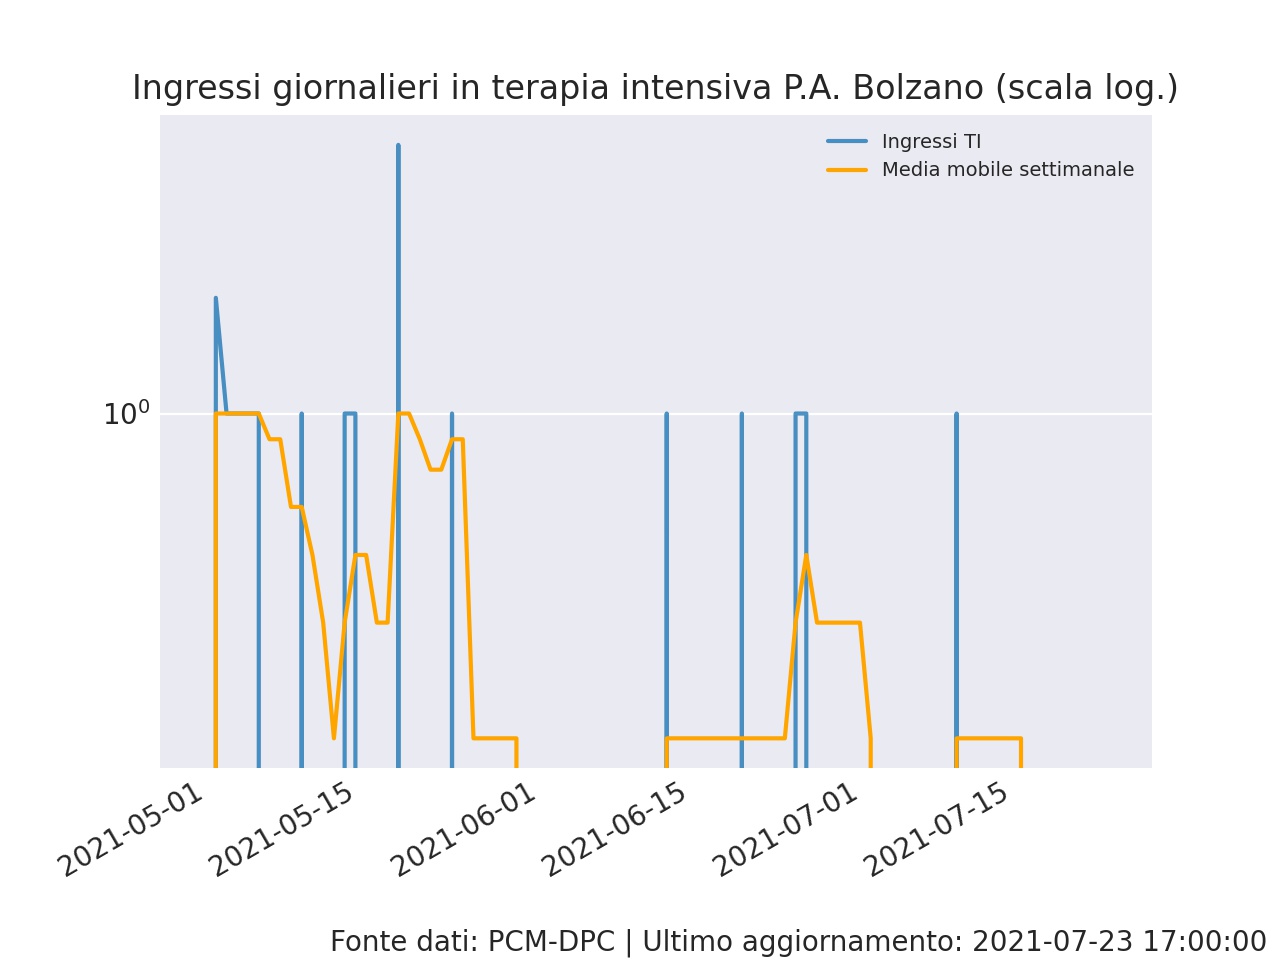 Ingressi giornalieri in terapia intensiva P.A. Bolzano (scala log.)
Ingressi TI
Media mobile settimanale
10⁰
2021-05-01
2021-05-15
2021-06-01
2021-06-15
2021-07-01
2021-07-15
Fonte dati: PCM-DPC | Ultimo aggiornamento: 2021-07-23 17:00:00